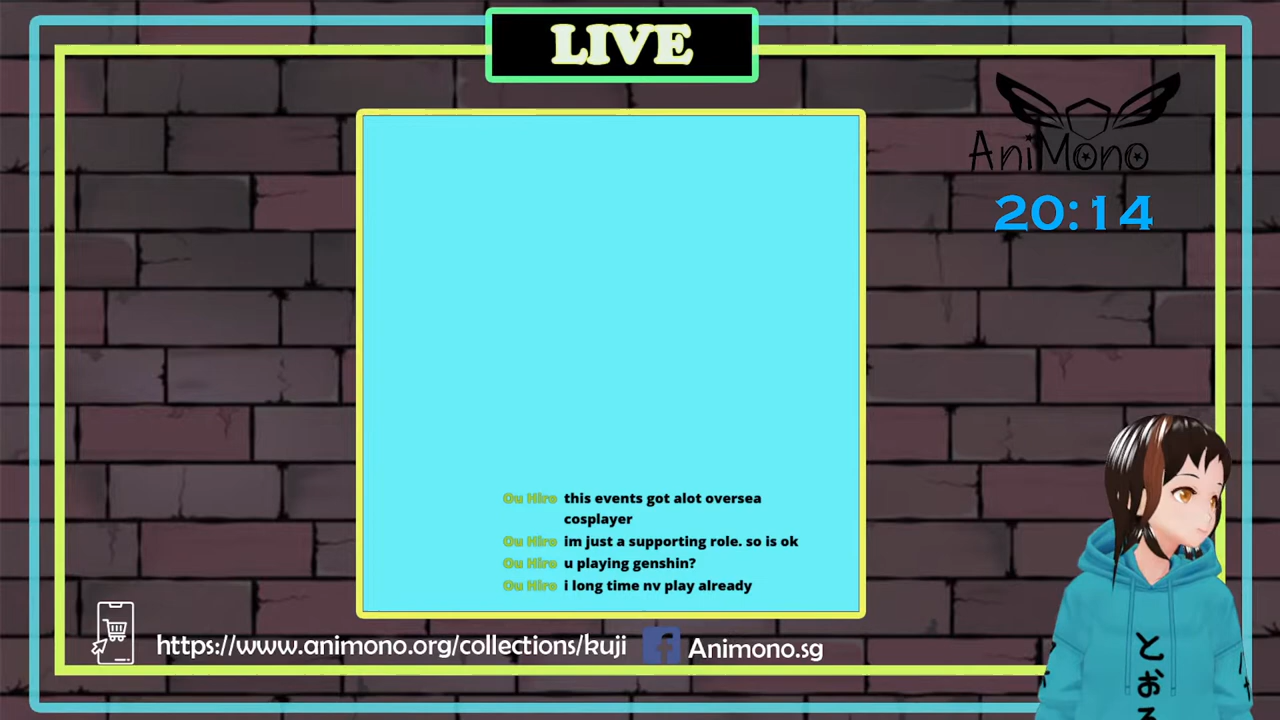 LIVE
AniMono
20:14
Ou Hiro this events got alot oversea
cosplayer
Ou Hiro im just a supporting role. so is ok
Ou Hiro u playing genshin?
Ou Hiro i long time nv play already
https://www.animono.org/collections/kuji
Animono.sg
とおる